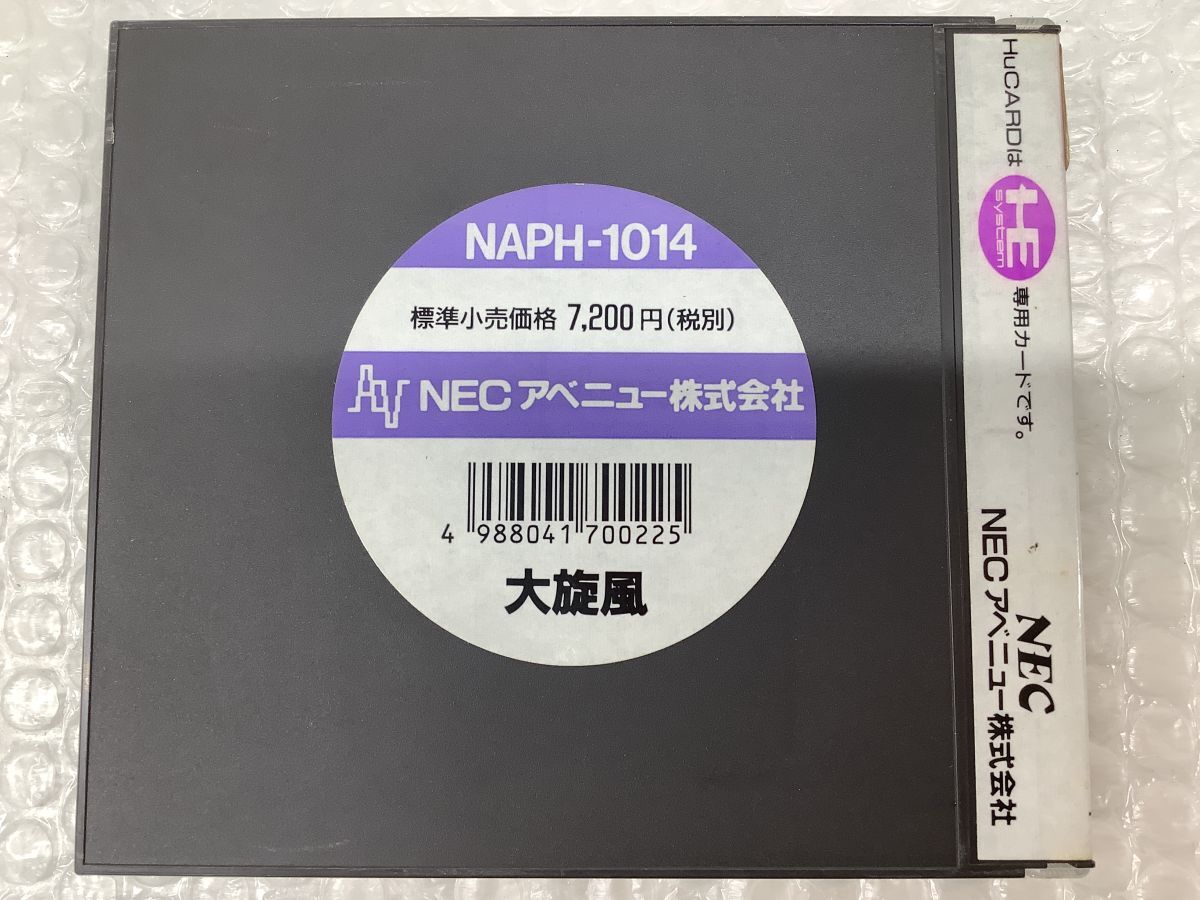 NAPH-1014
標準小売価格 7,200円(税別)
NECアベニュー株式会社
4 988041 700225
大旋風
HuCARDは HE system 専用カードです。
NEC
NECアベニュー株式会社